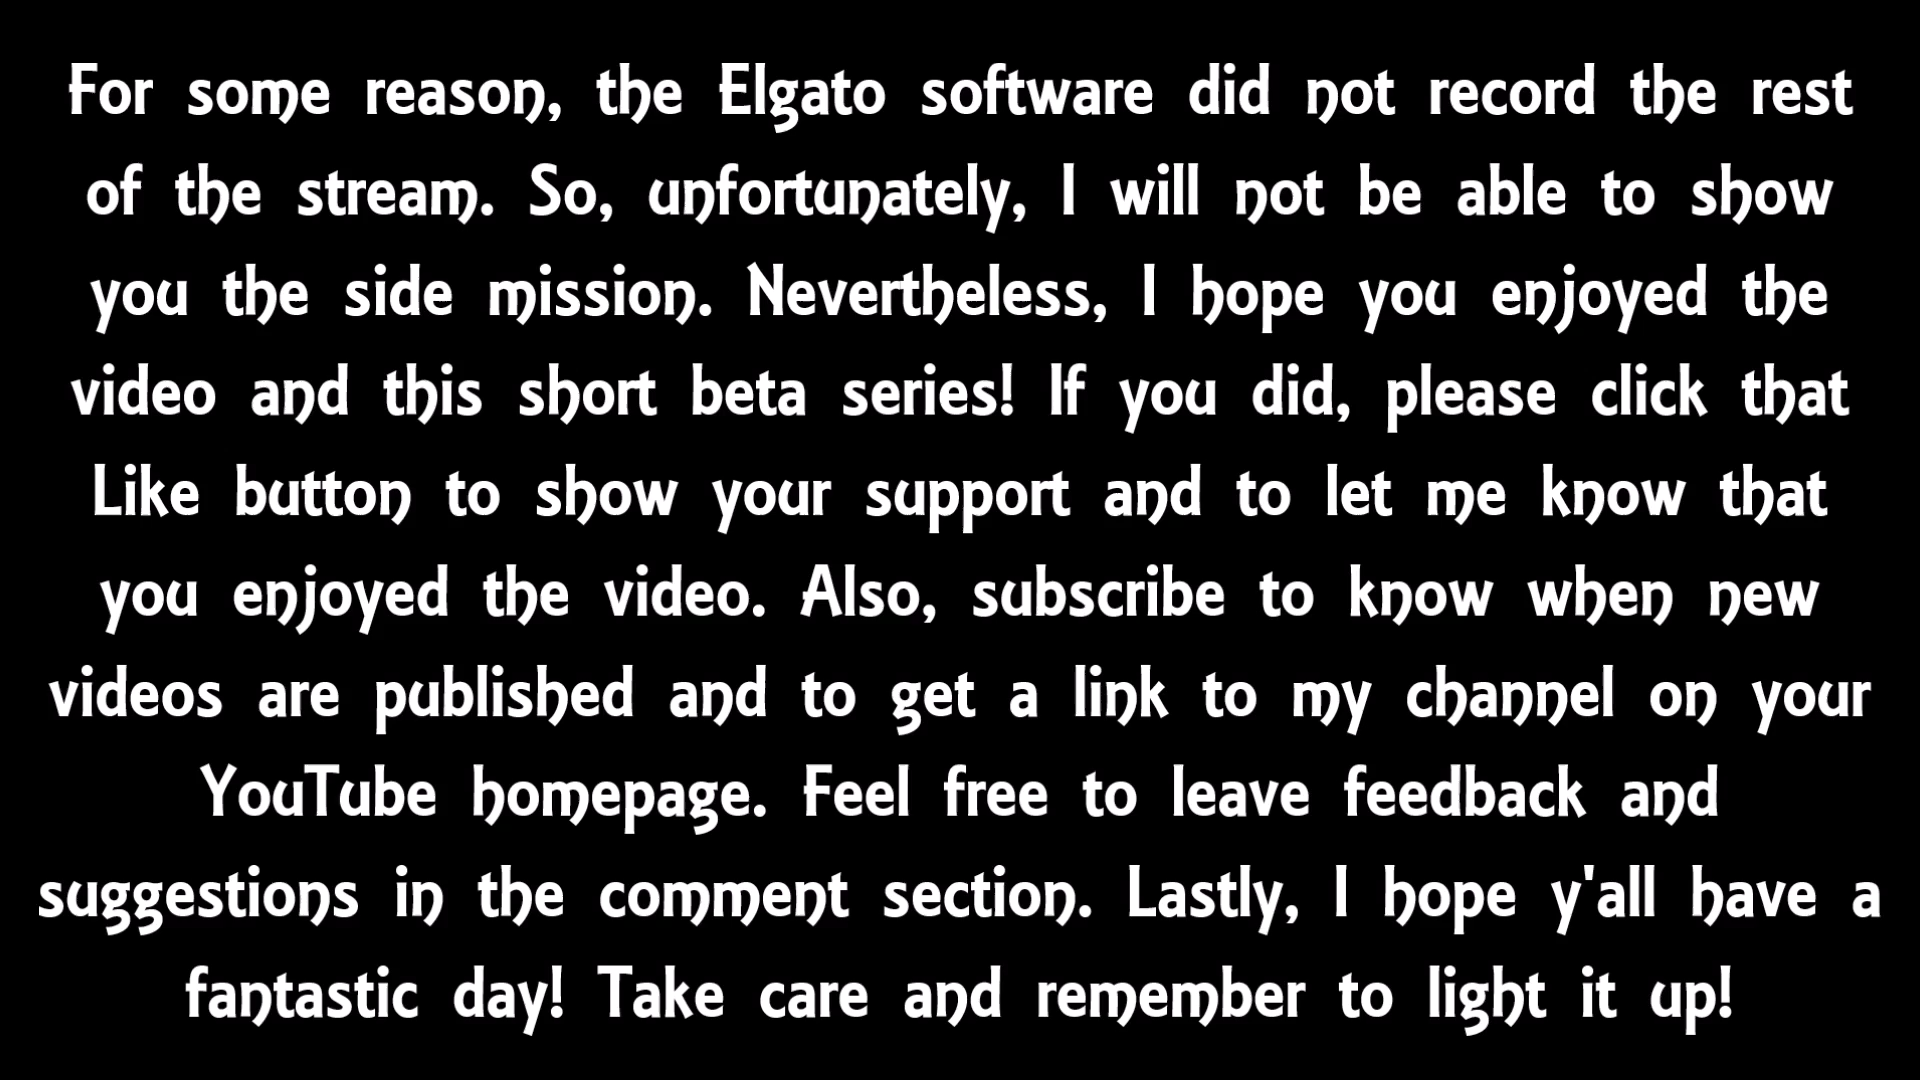 For some reason, the Elgato software did not record the rest
of the stream. So, unfortunately, I will not be able to show
you the side mission. Nevertheless, I hope you enjoyed the
video and this short beta series! If you did, please click that
Like button to show your support and to let me know that
you enjoyed the video. Also, subscribe to know when new
videos are published and to get a link to my channel on your
YouTube homepage. Feel free to leave feedback and
suggestions in the comment section. Lastly, I hope y'all have a
fantastic day! Take care and remember to light it up!